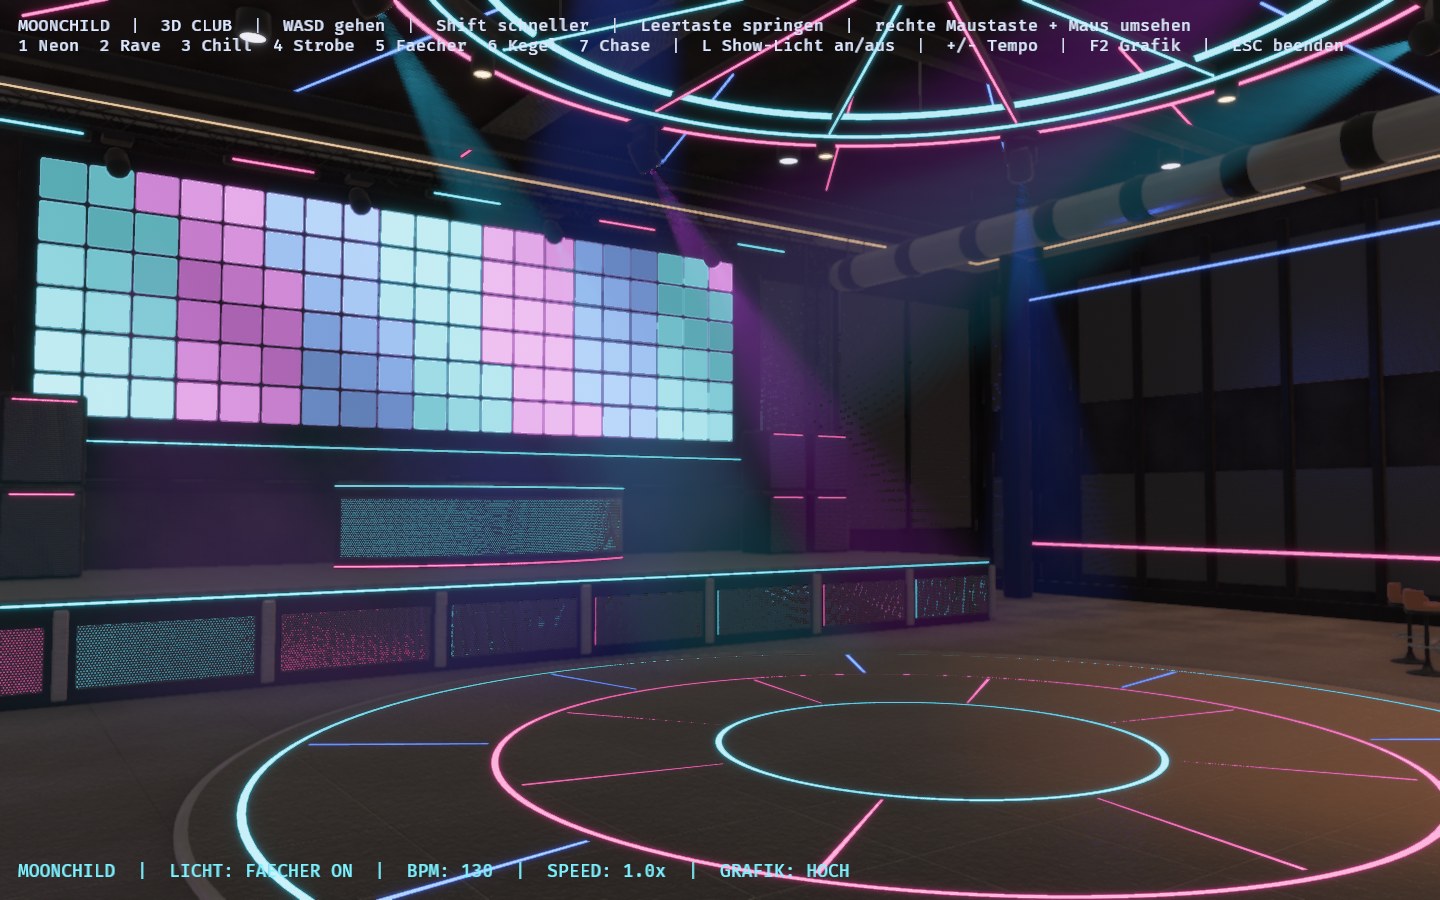 MOONCHILD | 3D CLUB | WASD gehen | Shift schneller | Leertaste springen | rechte Maustaste + Maus umsehen
1 Neon 2 Rave 3 Chill 4 Strobe 5 Faecher 6 Kegel 7 Chase | L Show-Licht an/aus | +/- Tempo | F2 Grafik | ESC beenden
MOONCHILD | LICHT: FAECHER ON | BPM: 130 | SPEED: 1.0x | GRAFIK: HOCH